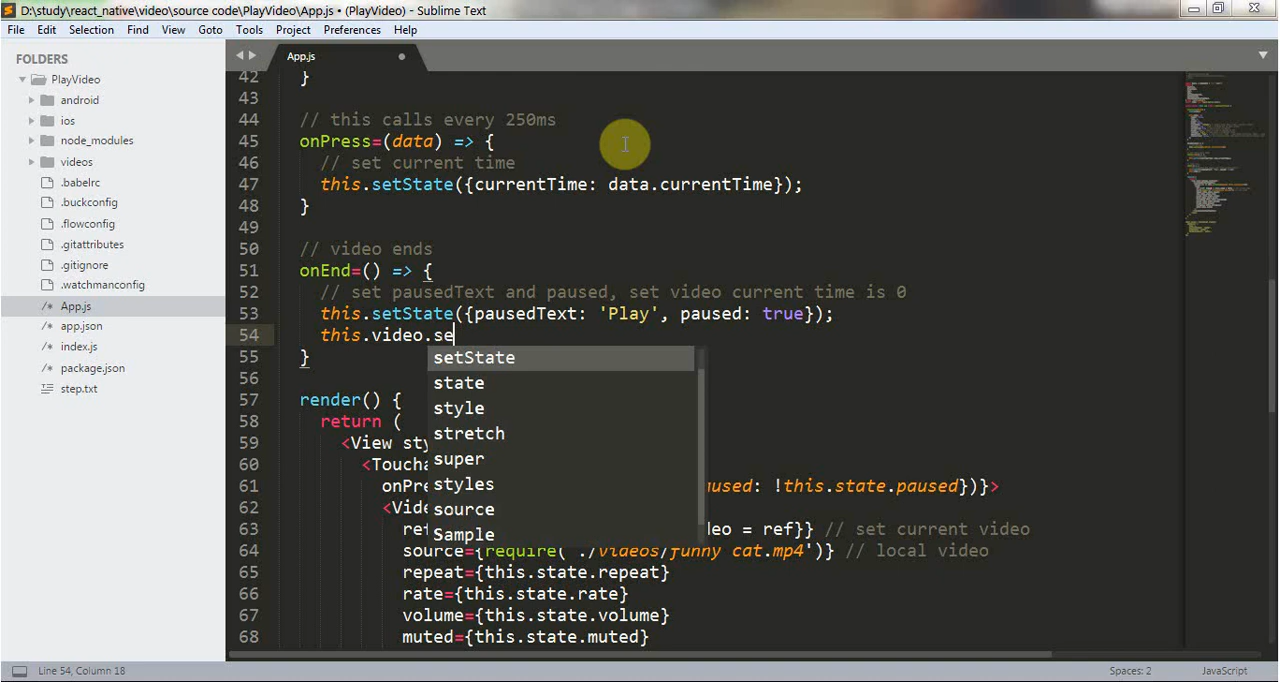 D:\study\react_native\video\source code\PlayVideo\App.js • (PlayVideo) - Sublime Text
File Edit Selection Find View Goto Tools Project Preferences Help
FOLDERS
PlayVideo
android
ios
node_modules
videos
.babelrc
.buckconfig
.flowconfig
.gitattributes
.gitignore
.watchmanconfig
/* App.js
/* app.json
/* index.js
/* package.json
step.txt
App.js
42 }
43
44 // this calls every 250ms
45 onPress=(data) => {
46 // set current time
47 this.setState({currentTime: data.currentTime});
48 }
49
50 // video ends
51 onEnd=() => {
52 // set pausedText and paused, set video current time is 0
53 this.setState({pausedText: 'Play', paused: true});
54 this.video.se
55 }
56
57 render() {
58 return (
59 <View sty
60 <Toucha
61 onPre aused: !this.state.paused})}>
62 <Vide
63 ref deo = ref}} // set current video
64 source={require('./videos/funny cat.mp4')} // local video
65 repeat={this.state.repeat}
66 rate={this.state.rate}
67 volume={this.state.volume}
68 muted={this.state.muted}
setState
state
style
stretch
super
styles
source
Sample
Line 54, Column 18
Spaces: 2
JavaScript